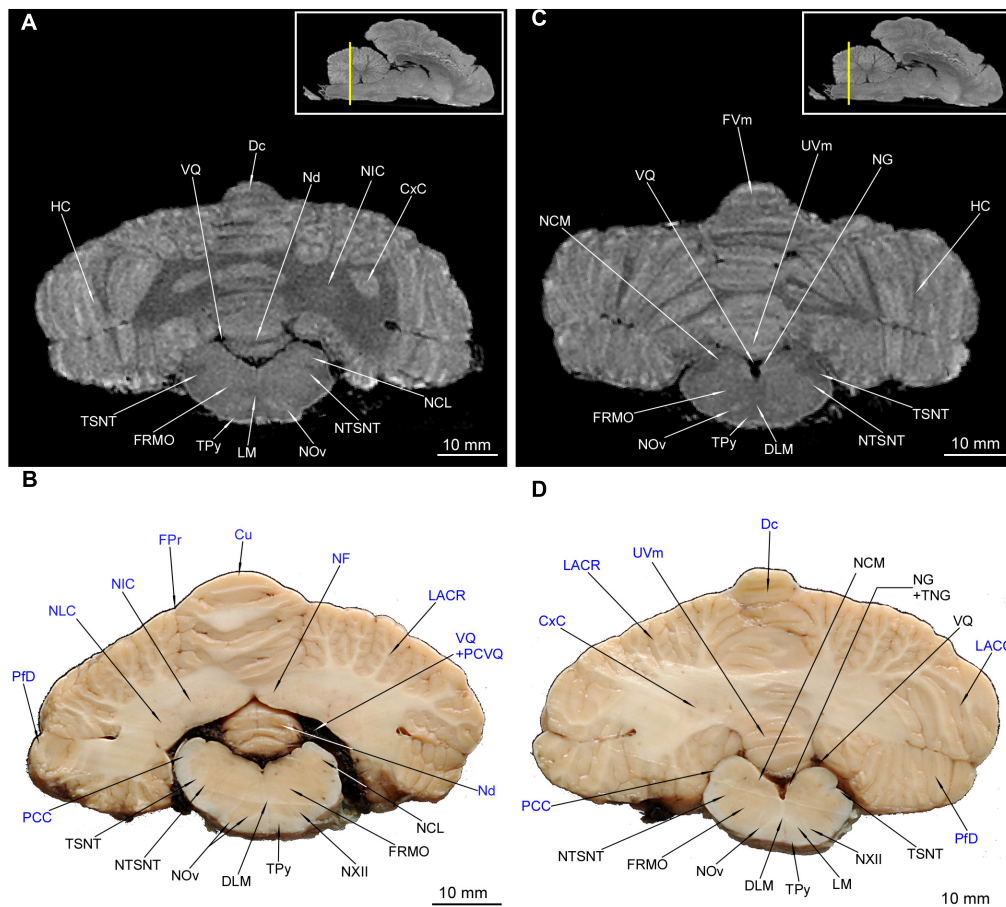 A
Dc
VQ
Nd
NIC
CxC
HC
TSNT
FRMO
TPy
LM
NOv
NTSNT
NCL
10 mm
C
FVm
UVm
VQ
NG
NCM
HC
FRMO
NOv
TPy
DLM
NTSNT
TSNT
10 mm
B
Cu
FPr
NF
NIC
LACR
NLC
VQ
+PCVQ
PfD
Nd
PCC
TSNT
NTSNT
NOv
DLM
TPy
NXII
FRMO
NCL
10 mm
D
Dc
UVm
NCM
LACR
NG
+TNG
CxC
VQ
PCC
PfD
NTSNT
FRMO
NOv
DLM
TPy
LM
NXII
TSNT
10 mm